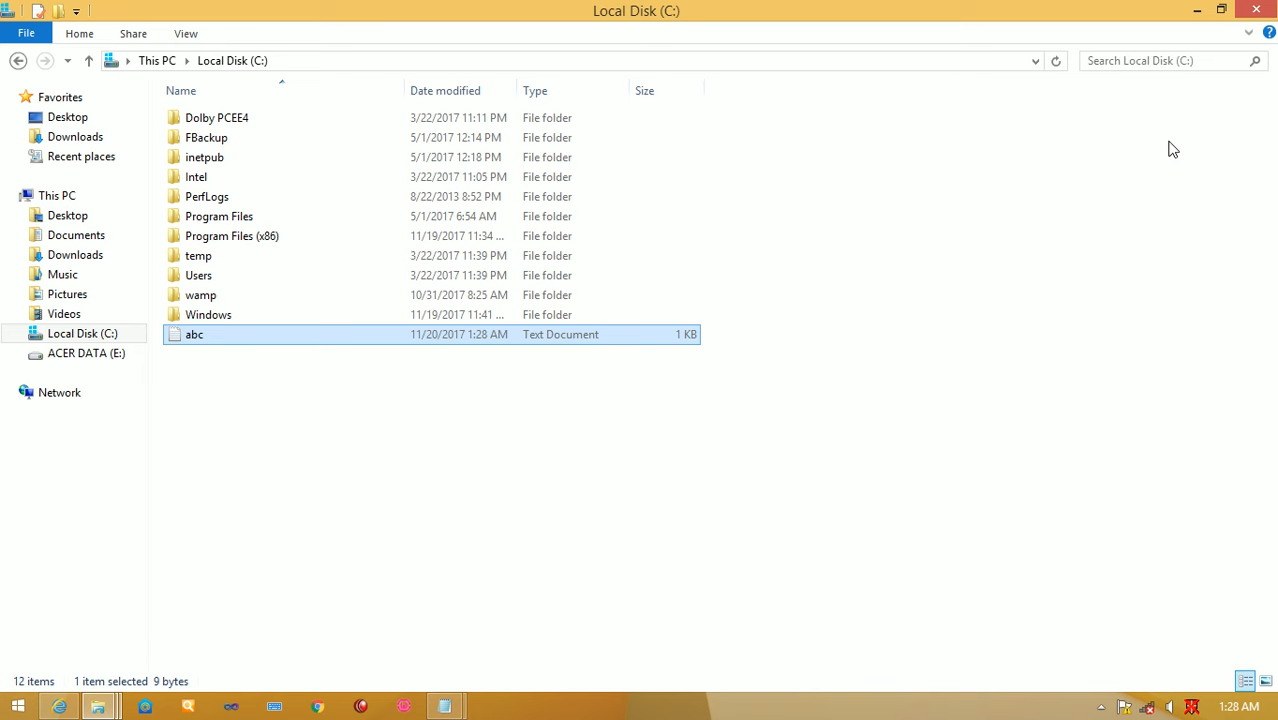 Local Disk (C:)
File Home Share View
This PC Local Disk (C:) Search Local Disk (C:)
Name Date modified Type Size
Favorites
Desktop
Downloads
Recent places
This PC
Desktop
Documents
Downloads
Music
Pictures
Videos
Local Disk (C:)
ACER DATA (E:)
Network
Dolby PCEE4 3/22/2017 11:11 PM File folder
FBackup 5/1/2017 12:14 PM File folder
inetpub 5/1/2017 12:18 PM File folder
Intel 3/22/2017 11:05 PM File folder
PerfLogs 8/22/2013 8:52 PM File folder
Program Files 5/1/2017 6:54 AM File folder
Program Files (x86) 11/19/2017 11:34 ... File folder
temp 3/22/2017 11:39 PM File folder
Users 3/22/2017 11:39 PM File folder
wamp 10/31/2017 8:25 AM File folder
Windows 11/19/2017 11:41 ... File folder
abc 11/20/2017 1:28 AM Text Document 1 KB
12 items 1 item selected 9 bytes
1:28 AM